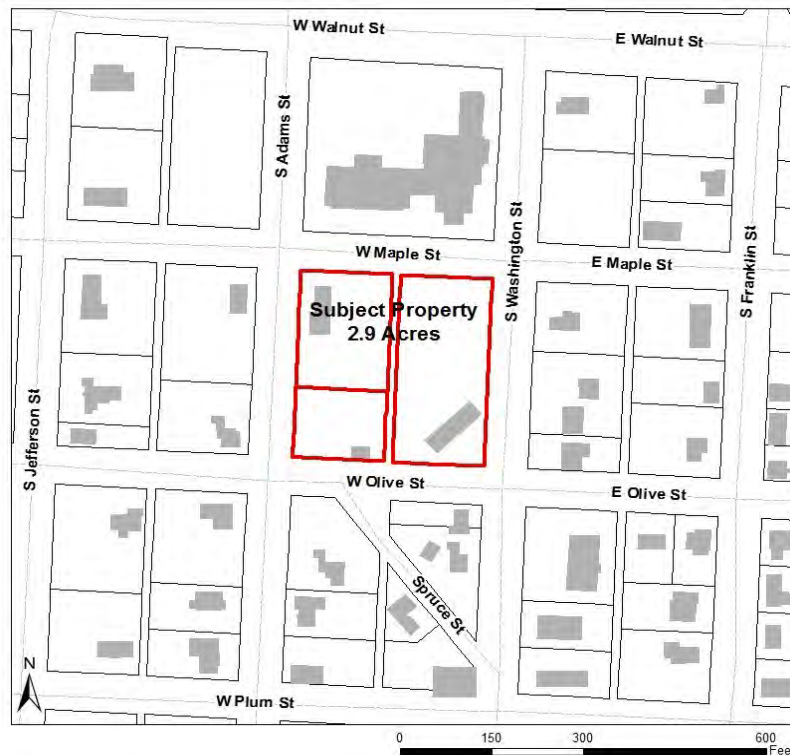 W Walnut St
E Walnut St
S Adams St
S Washington St
W Maple St
E Maple St
S Franklin St
Subject Property
2.9 Acres
S Jefferson St
W Olive St
E Olive St
Spruce St
N
W Plum St
0 150 300 600
Fee